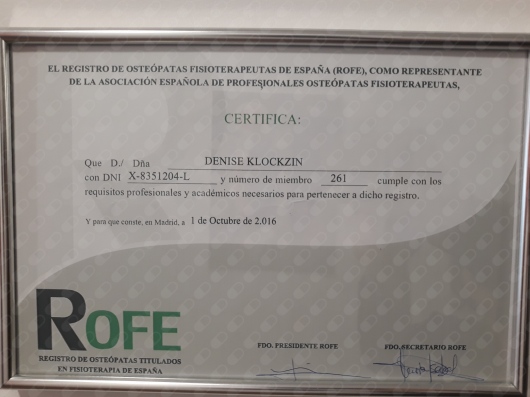 EL REGISTRO DE OSTEÓPATAS FISIOTERAPEUTAS DE ESPAÑA (ROFE), COMO REPRESENTANTE
DE LA ASOCIACIÓN ESPAÑOLA DE PROFESIONALES OSTEÓPATAS FISIOTERAPEUTAS,
CERTIFICA:
Que D./ Dña DENISE KLOCKZIN
con DNI X-8351204-L y número de miembro 261 cumple con los
requisitos profesionales y académicos necesarios para pertenecer a dicho registro.
Y para que conste, en Madrid, a 1 de Octubre de 2.016
ROFE
REGISTRO DE OSTEÓPATAS TITULADOS
EN FISIOTERAPIA DE ESPAÑA
FDO. PRESIDENTE ROFE
FDO. SECRETARIO ROFE